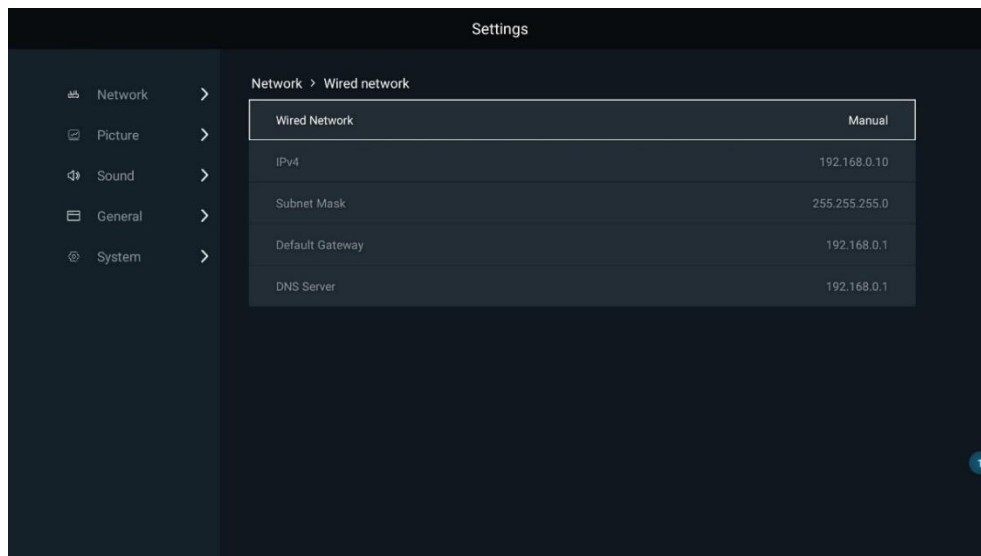 Settings
Network
Picture
Sound
General
System
Network > Wired network
Wired Network Manual
IPv4 192.168.0.10
Subnet Mask 255.255.255.0
Default Gateway 192.168.0.1
DNS Server 192.168.0.1